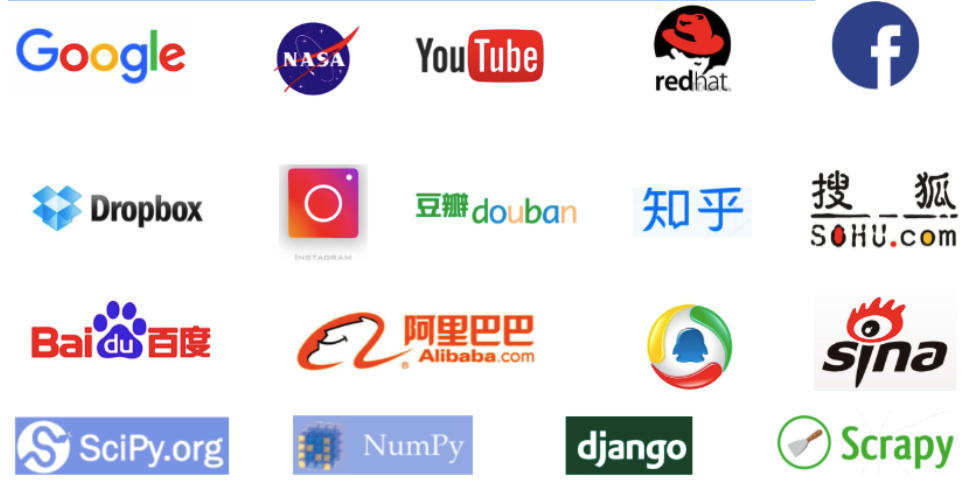 Google
NASA
YouTube
redhat.
f
Dropbox
INSTAGRAM
豆瓣douban
知乎
搜 狐
SOHU.com
Bai du 百度
阿里巴巴
Alibaba.com
sina
SciPy.org
NumPy
django
Scrapy